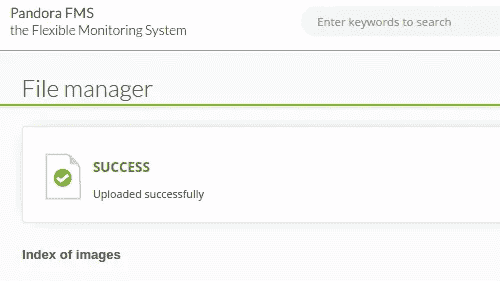 Pandora FMS
the Flexible Monitoring System
Enter keywords to search
File manager
SUCCESS
Uploaded successfully
Index of images